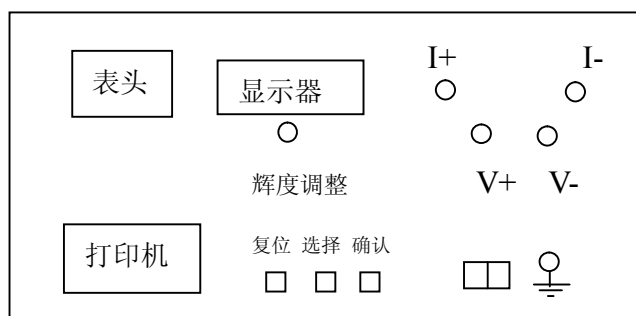 I+ I-
表头 显示器
辉度调整 V+ V-
复位 选择 确认
打印机